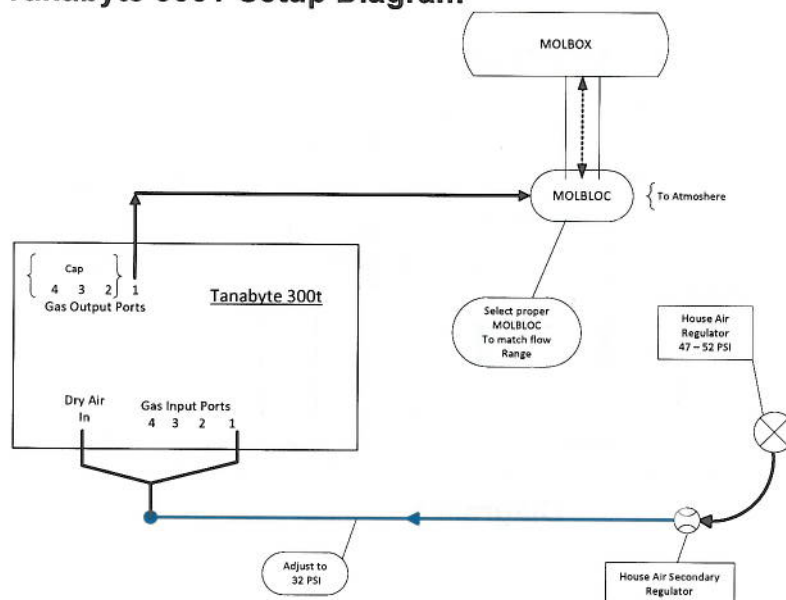 Setup Diagram
MOLBOX
MOLBLOC
To Atmoshere
Cap
4 3 2 1
Gas Output Ports
Tanabyte 300t
Select proper
MOLBLOC
To match flow
Range
House Air
Regulator
47 – 52 PSI
Dry Air
In
Gas Input Ports
4 3 2 1
Adjust to
32 PSI
House Air Secondary
Regulator